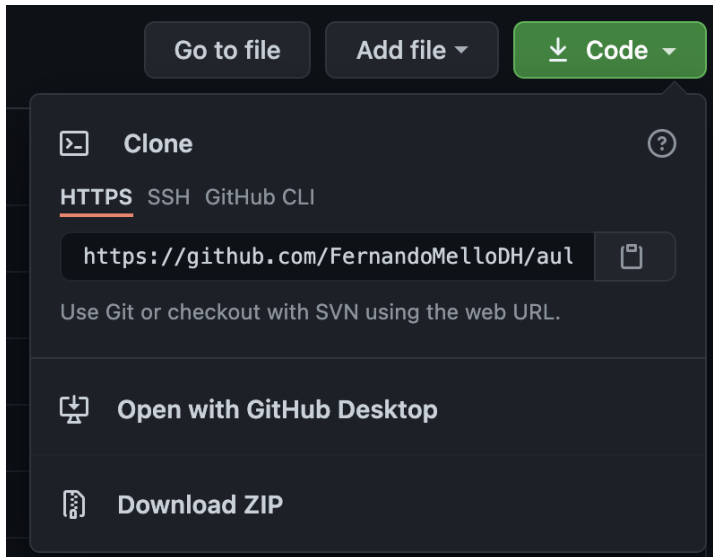 Go to file Add file Code
Clone
HTTPS SSH GitHub CLI
https://github.com/FernandoMelloDH/aul
Use Git or checkout with SVN using the web URL.
Open with GitHub Desktop
Download ZIP